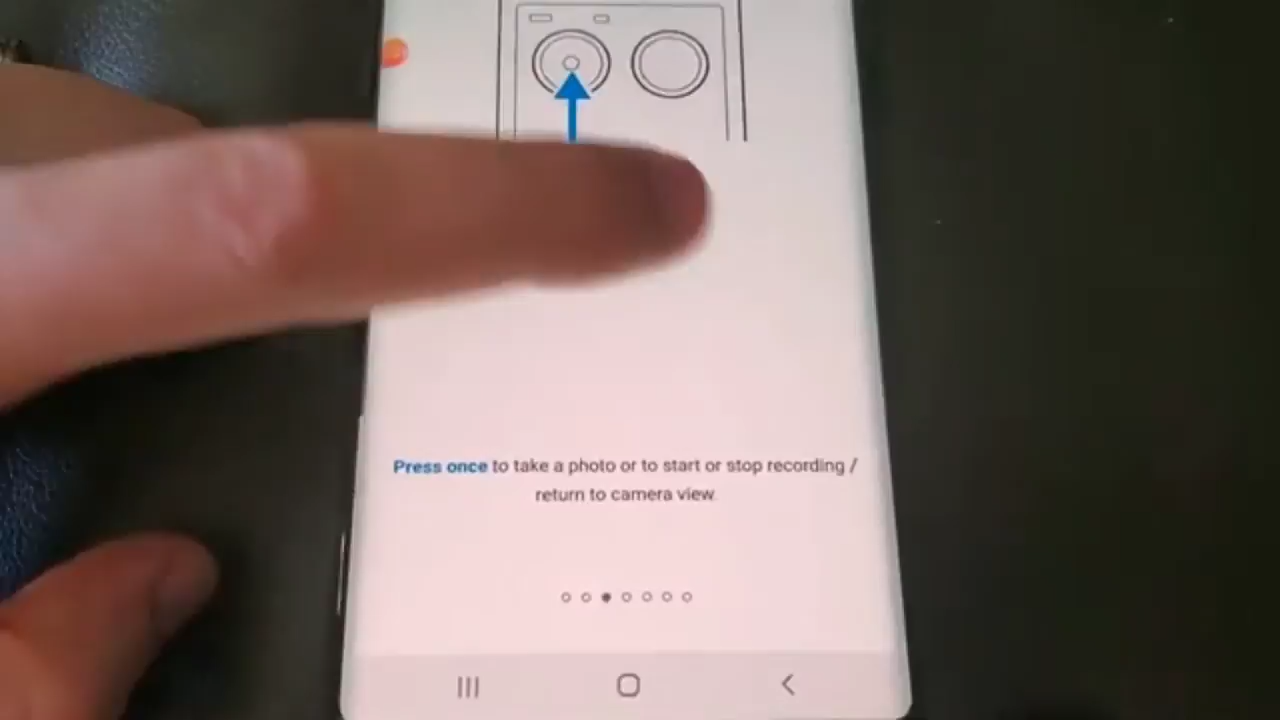 Press once to take a photo or to start or stop recording /
return to camera view.